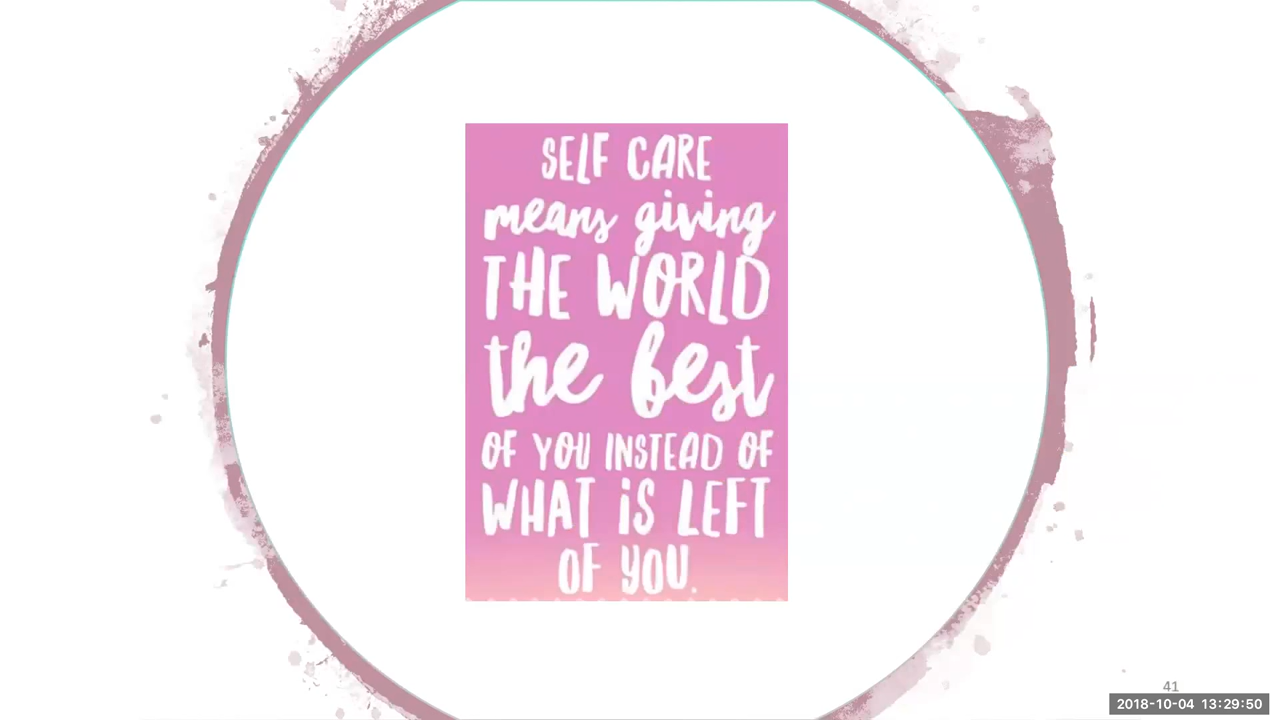 SELF CARE
means giving
THE WORLD
the best
OF YOU INSTEAD OF
WHAT iS LEFT
OF YOU.
41
2018-10-04 13:29:50